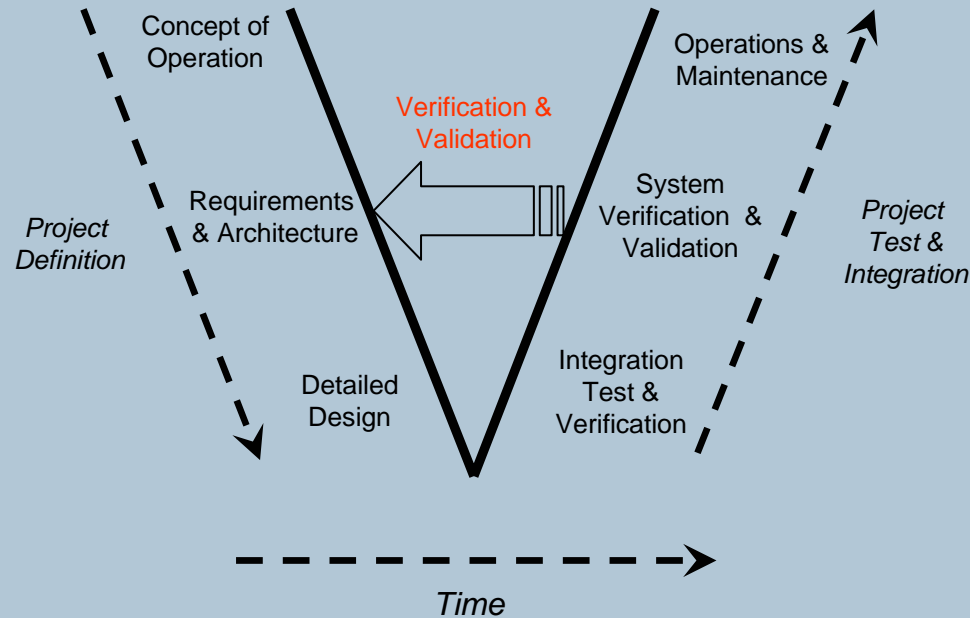 Concept of
Operation
Operations &
Maintenance
Verification &
Validation
Requirements
& Architecture
System
Verification &
Validation
Project
Definition
Project
Test &
Integration
Detailed
Design
Integration
Test &
Verification
Time